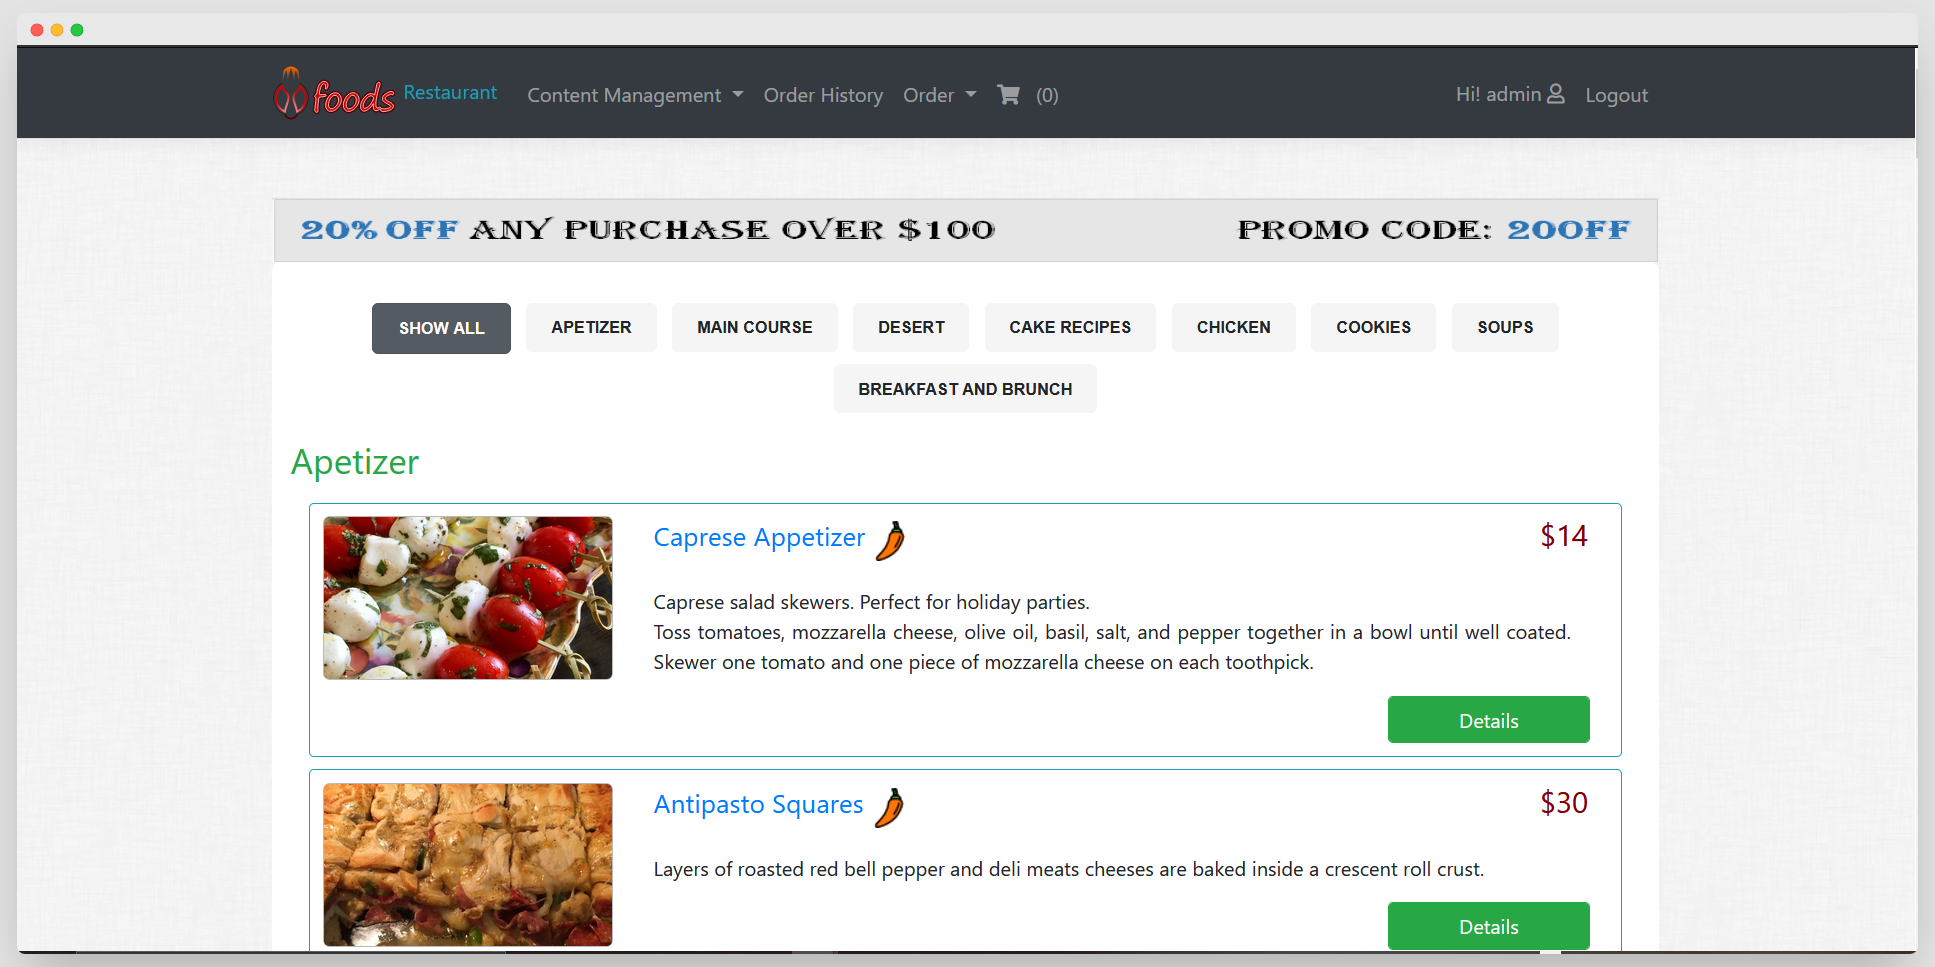 foods Restaurant Content Management Order History Order (0) Hi! admin Logout
20% OFF ANY PURCHASE OVER $100 PROMO CODE: 20OFF
SHOW ALL APETIZER MAIN COURSE DESERT CAKE RECIPES CHICKEN COOKIES SOUPS
BREAKFAST AND BRUNCH
Apetizer
Caprese Appetizer $14
Caprese salad skewers. Perfect for holiday parties.
Toss tomatoes, mozzarella cheese, olive oil, basil, salt, and pepper together in a bowl until well coated.
Skewer one tomato and one piece of mozzarella cheese on each toothpick.
Details
Antipasto Squares $30
Layers of roasted red bell pepper and deli meats cheeses are baked inside a crescent roll crust.
Details